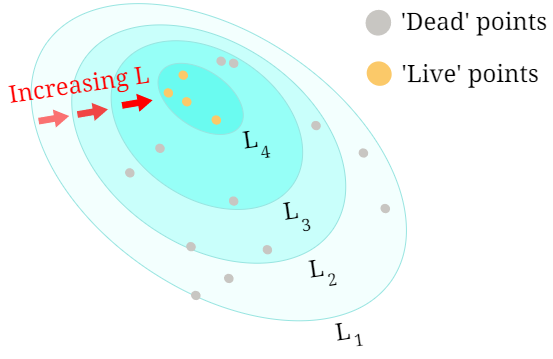 'Dead' points
'Live' points
Increasing L
L4
L3
L2
L1